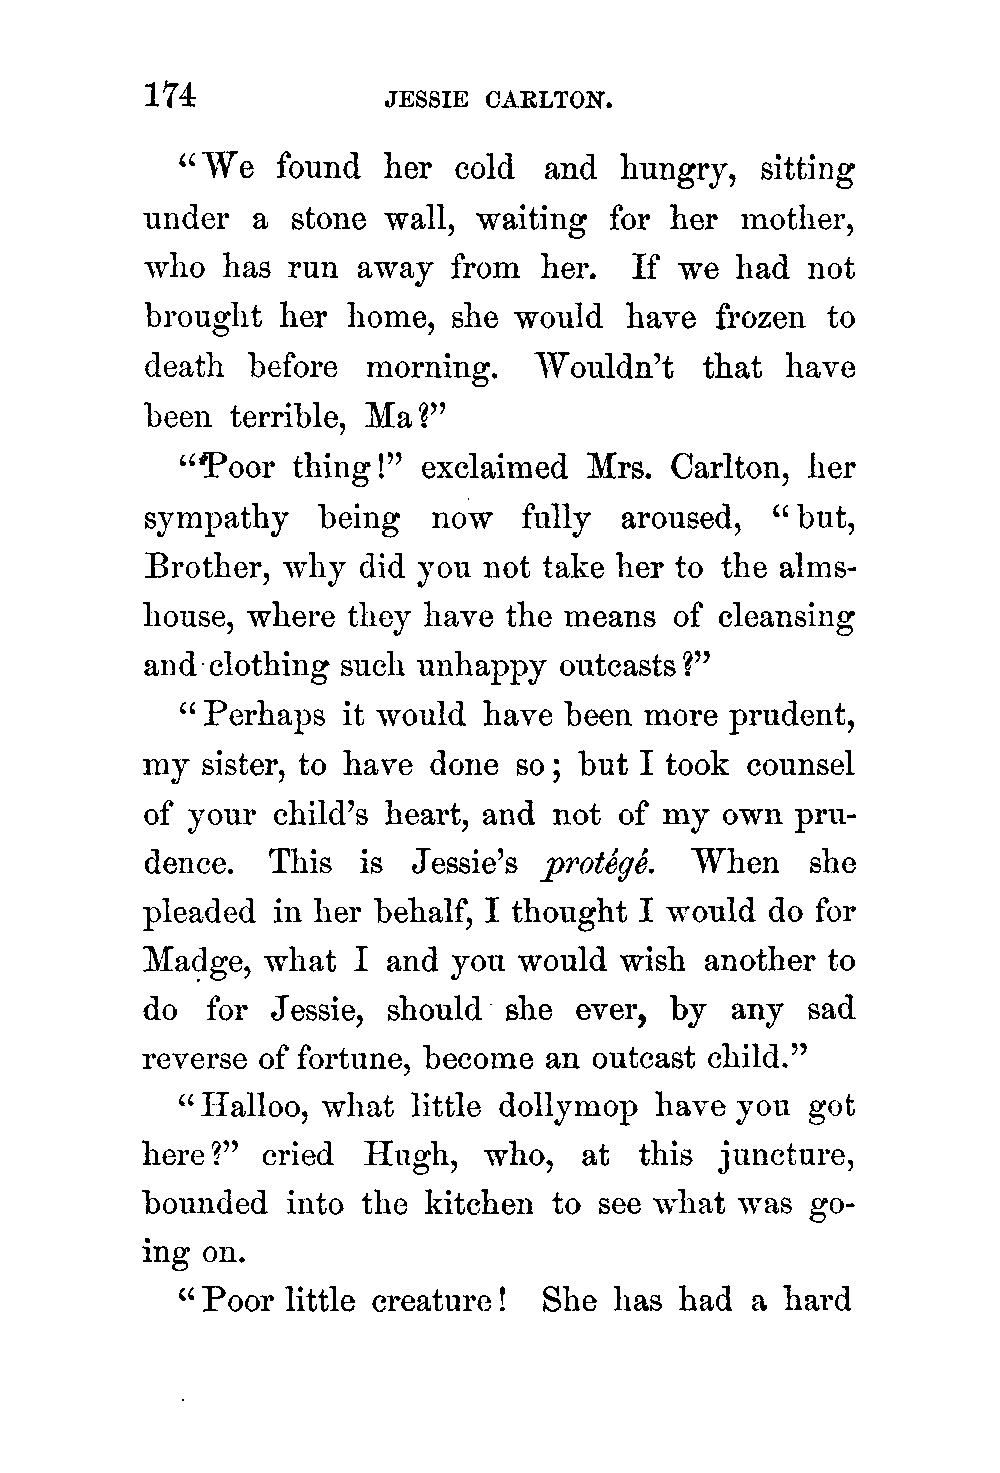 174 JESSIE CARLTON.
"We found her cold and hungry, sitting
under a stone wall, waiting for her mother,
who has run away from her. If we had not
brought her home, she would have frozen to
death before morning. Wouldn't that have
been terrible, Ma?"
"Poor thing!" exclaimed Mrs. Carlton, her
sympathy being now fully aroused, "but,
Brother, why did you not take her to the alms-
house, where they have the means of cleansing
and clothing such unhappy outcasts?"
"Perhaps it would have been more prudent,
my sister, to have done so; but I took counsel
of your child's heart, and not of my own pru-
dence. This is Jessie's protégé. When she
pleaded in her behalf, I thought I would do for
Madge, what I and you would wish another to
do for Jessie, should she ever, by any sad
reverse of fortune, become an outcast child."
"Halloo, what little dollymop have you got
here?" cried Hugh, who, at this juncture,
bounded into the kitchen to see what was go-
ing on.
"Poor little creature! She has had a hard